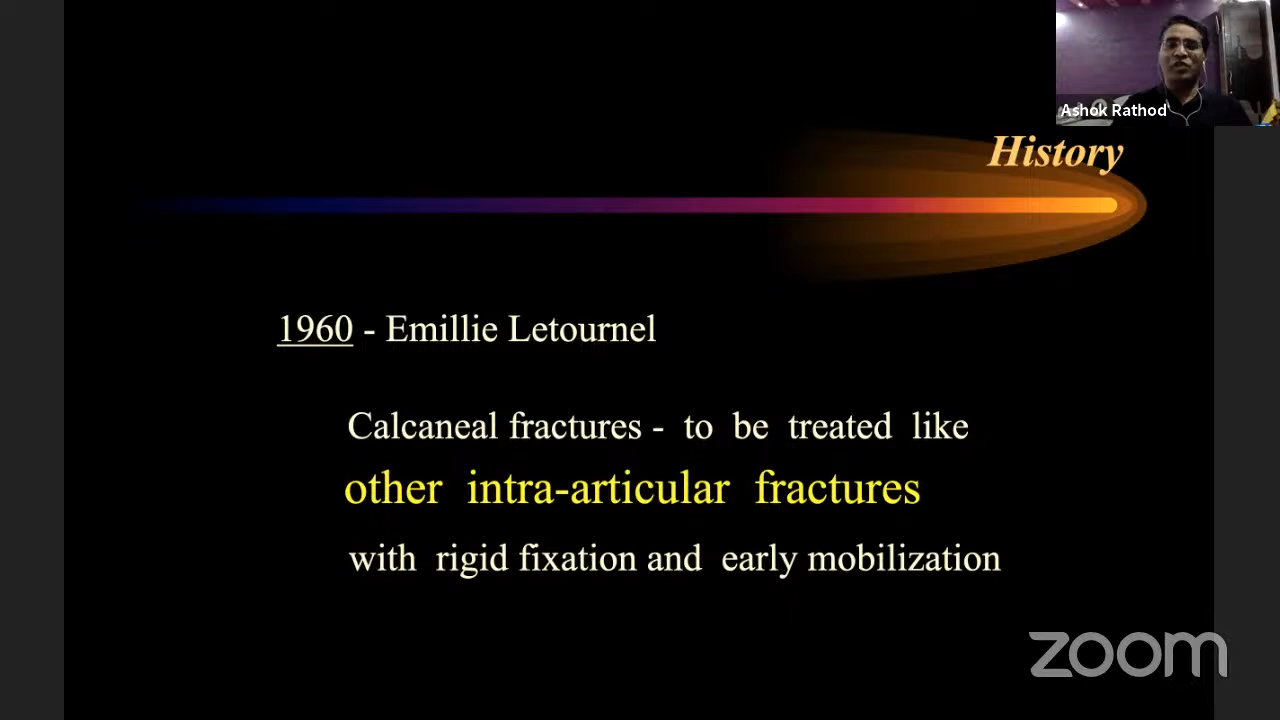 Ashok Rathod
History
1960 - Emillie Letournel
Calcaneal fractures - to be treated like
other intra-articular fractures
with rigid fixation and early mobilization
zoom